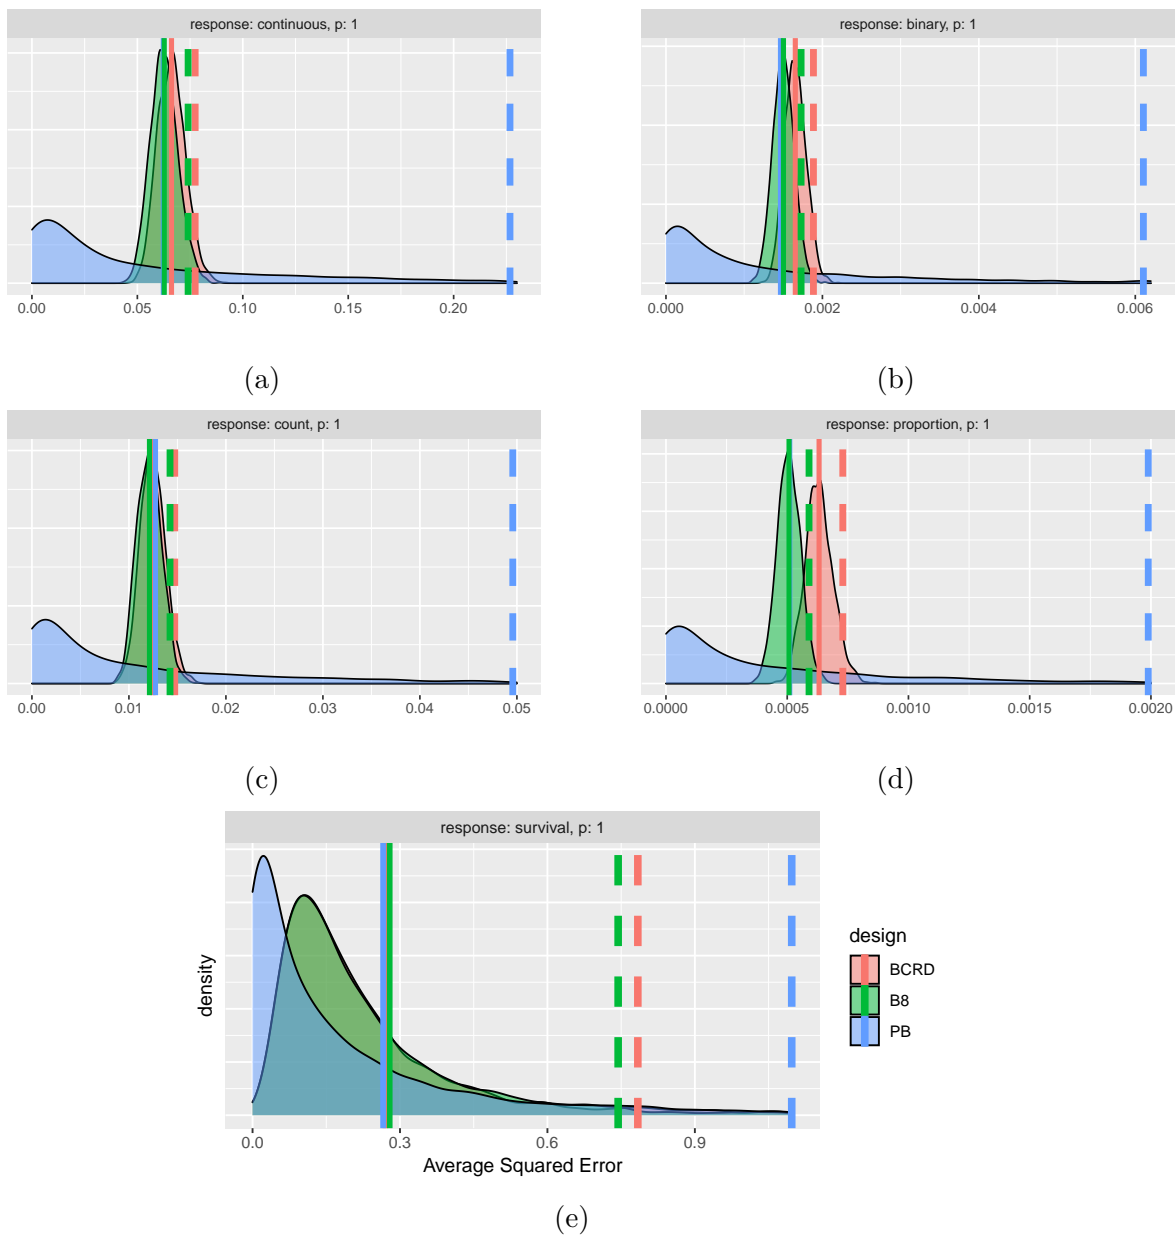 response: continuous, p: 1
0.00 0.05 0.10 0.15 0.20
(a)
response: binary, p: 1
0.000 0.002 0.004 0.006
(b)
response: count, p: 1
0.00 0.01 0.02 0.03 0.04 0.05
(c)
response: proportion, p: 1
0.0000 0.0005 0.0010 0.0015 0.0020
(d)
response: survival, p: 1
density
0.0 0.3 0.6 0.9
Average Squared Error
design
BCRD
B8
PB
(e)